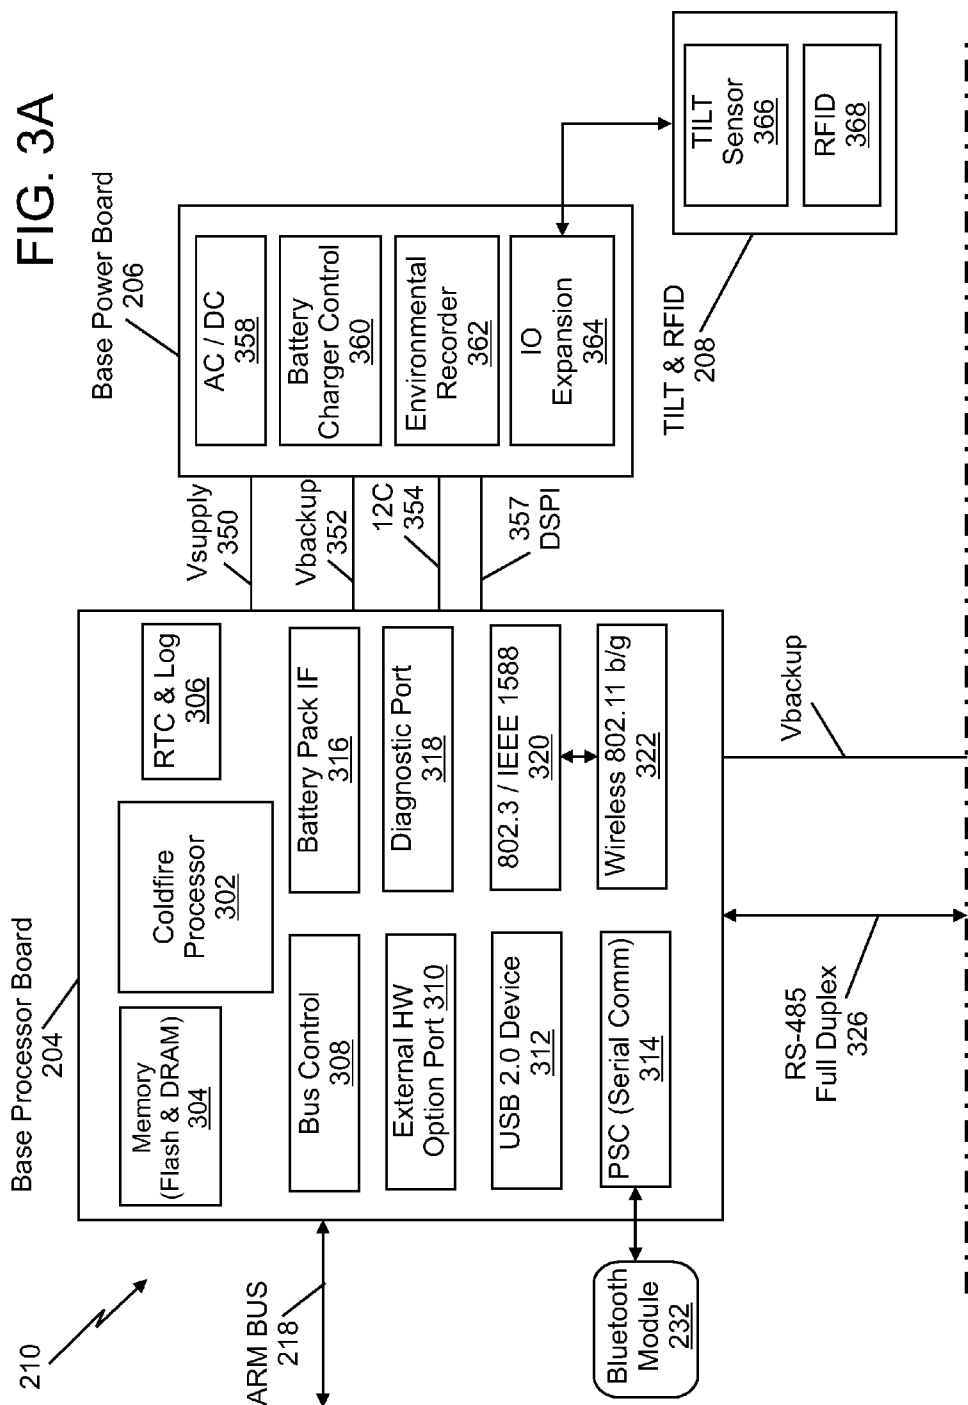 FIG. 3A
210
Base Processor Board
204
Memory
(Flash & DRAM)
304
Coldfire
Processor
302
RTC & Log
306
Bus Control
308
Battery Pack IF
316
External HW
Option Port 310
Diagnostic Port
318
USB 2.0 Device
312
802.3 / IEEE 1588
320
PSC (Serial Comm)
314
Wireless 802.11 b/g
322
ARM BUS
218
Bluetooth
Module
232
Vsupply
350
Vbackup
352
12C
354
357
DSPI
Base Power Board
206
AC / DC
358
Battery
Charger Control
360
Environmental
Recorder
362
IO
Expansion
364
TILT & RFID
208
TILT
Sensor
366
RFID
368
RS-485
Full Duplex
326
Vbackup